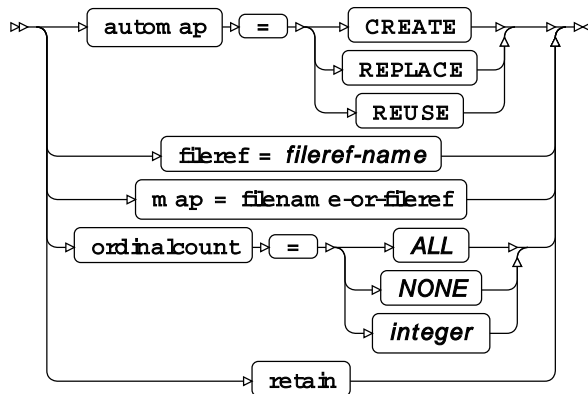 automap = CREATE
REPLACE
REUSE
fileref = fileref-name
map = filename-or-fileref
ordinalcount = ALL
NONE
integer
retain